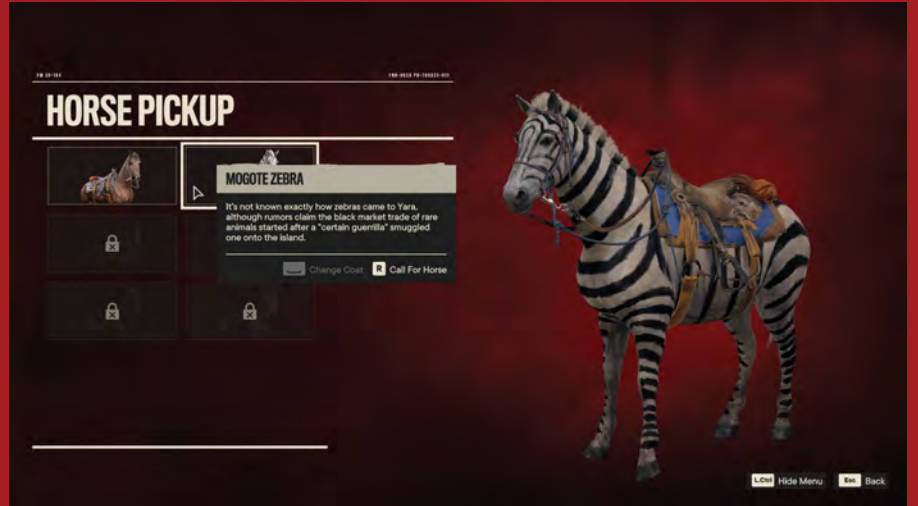 HORSE PICKUP
MOGOTE ZEBRA
It's not known exactly how zebras came to Yara,
although rumors claim the black market trade of rare
animals started after a "certain guerrilla" smuggled
one onto the island.
Change Coat R Call For Horse
L.Ctrl Hide Menu Esc Back